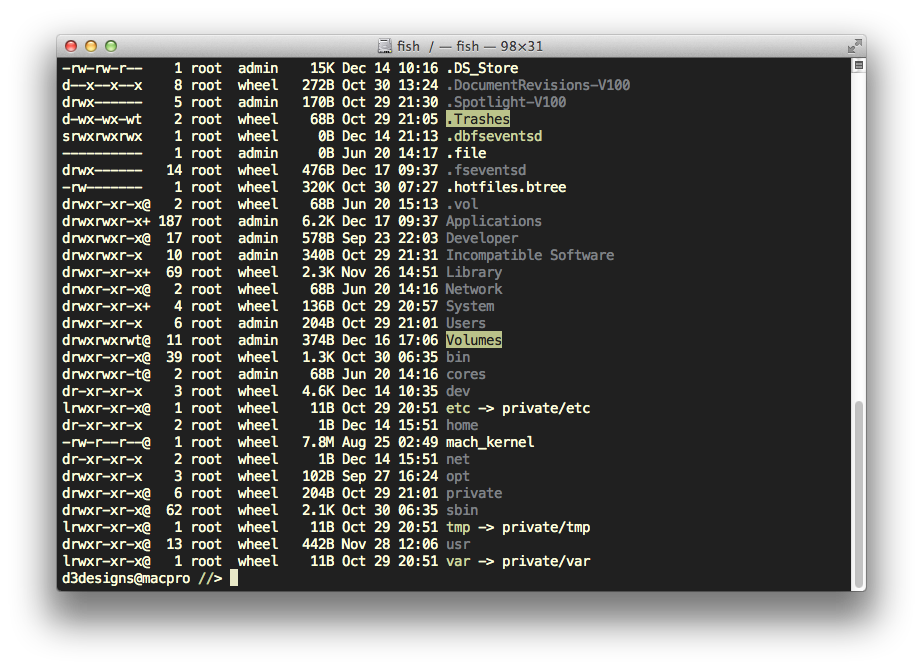 fish / — fish — 98×31
-rw-rw-r--    1 root  admin    15K Dec 14 10:16 .DS_Store
d--x--x--x    8 root  wheel   272B Oct 30 13:24 .DocumentRevisions-V100
drwx------    5 root  admin   170B Oct 29 21:30 .Spotlight-V100
d-wx-wx-wt    2 root  wheel    68B Oct 29 21:05 .Trashes
srwxrwxrwx    1 root  wheel     0B Dec 14 21:13 .dbfseventsd
----------    1 root  admin     0B Jun 20 14:17 .file
drwx------   14 root  wheel   476B Dec 17 09:37 .fseventsd
-rw-------    1 root  wheel   320K Oct 30 07:27 .hotfiles.btree
drwxr-xr-x@   2 root  wheel    68B Jun 20 15:13 .vol
drwxrwxr-x+ 187 root  admin   6.2K Dec 17 09:37 Applications
drwxrwxr-x@  17 root  admin   578B Sep 23 22:03 Developer
drwxrwxr-x   10 root  admin   340B Oct 29 21:31 Incompatible Software
drwxr-xr-x+  69 root  wheel   2.3K Nov 26 14:51 Library
drwxr-xr-x@   2 root  wheel    68B Jun 20 14:16 Network
drwxr-xr-x+   4 root  wheel   136B Oct 29 20:57 System
drwxr-xr-x    6 root  admin   204B Oct 29 21:01 Users
drwxrwxrwt@  11 root  admin   374B Dec 16 17:06 Volumes
drwxr-xr-x@  39 root  wheel   1.3K Oct 30 06:35 bin
drwxrwxr-t@   2 root  admin    68B Jun 20 14:16 cores
dr-xr-xr-x    3 root  wheel   4.6K Dec 14 10:35 dev
lrwxr-xr-x@   1 root  wheel    11B Oct 29 20:51 etc -> private/etc
dr-xr-xr-x    2 root  wheel     1B Dec 14 15:51 home
-rw-r--r--@   1 root  wheel   7.8M Aug 25 02:49 mach_kernel
dr-xr-xr-x    2 root  wheel     1B Dec 14 15:51 net
drwxr-xr-x    3 root  wheel   102B Sep 27 16:24 opt
drwxr-xr-x@   6 root  wheel   204B Oct 29 21:01 private
drwxr-xr-x@  62 root  wheel   2.1K Oct 30 06:35 sbin
lrwxr-xr-x@   1 root  wheel    11B Oct 29 20:51 tmp -> private/tmp
drwxr-xr-x@  13 root  wheel   442B Nov 28 12:06 usr
lrwxr-xr-x@   1 root  wheel    11B Oct 29 20:51 var -> private/var
d3designs@macpro //>